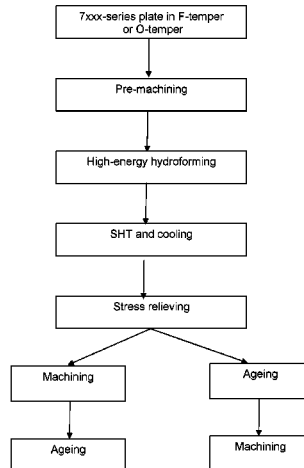 7xxx-series plate in F-temper
or O-temper
Pre-machining
High-energy hydroforming
SHT and cooling
Stress relieving
Machining
Ageing
Ageing
Machining